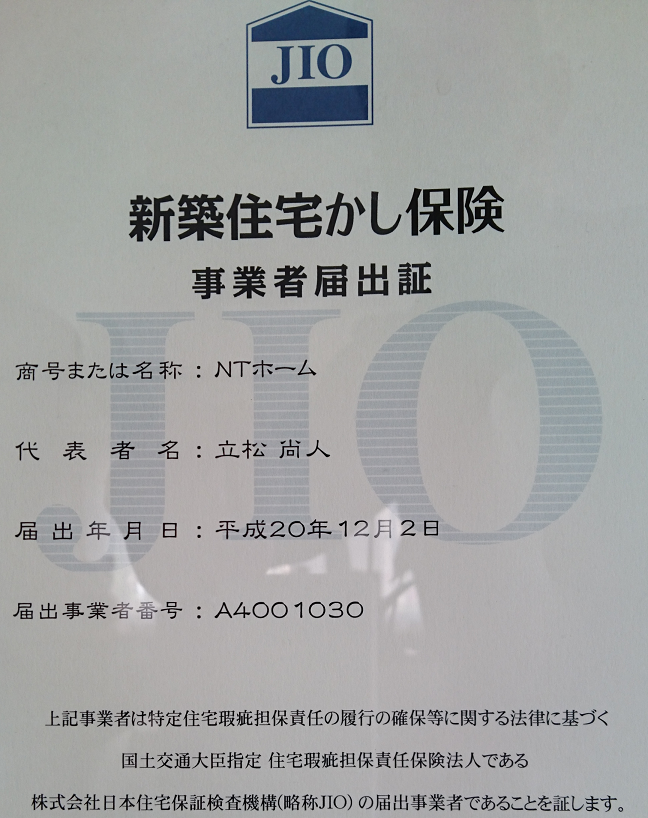 JIO
新築住宅かし保険
事業者届出証
商号または名称：NTホーム
代表者名：立松 尚人
届出年月日：平成20年12月2日
届出事業者番号：A4001030
上記事業者は特定住宅瑕疵担保責任の履行の確保等に関する法律に基づく
国土交通大臣指定 住宅瑕疵担保責任保険法人である
株式会社日本住宅保証検査機構(略称JIO)の届出事業者であることを証します。
JIO